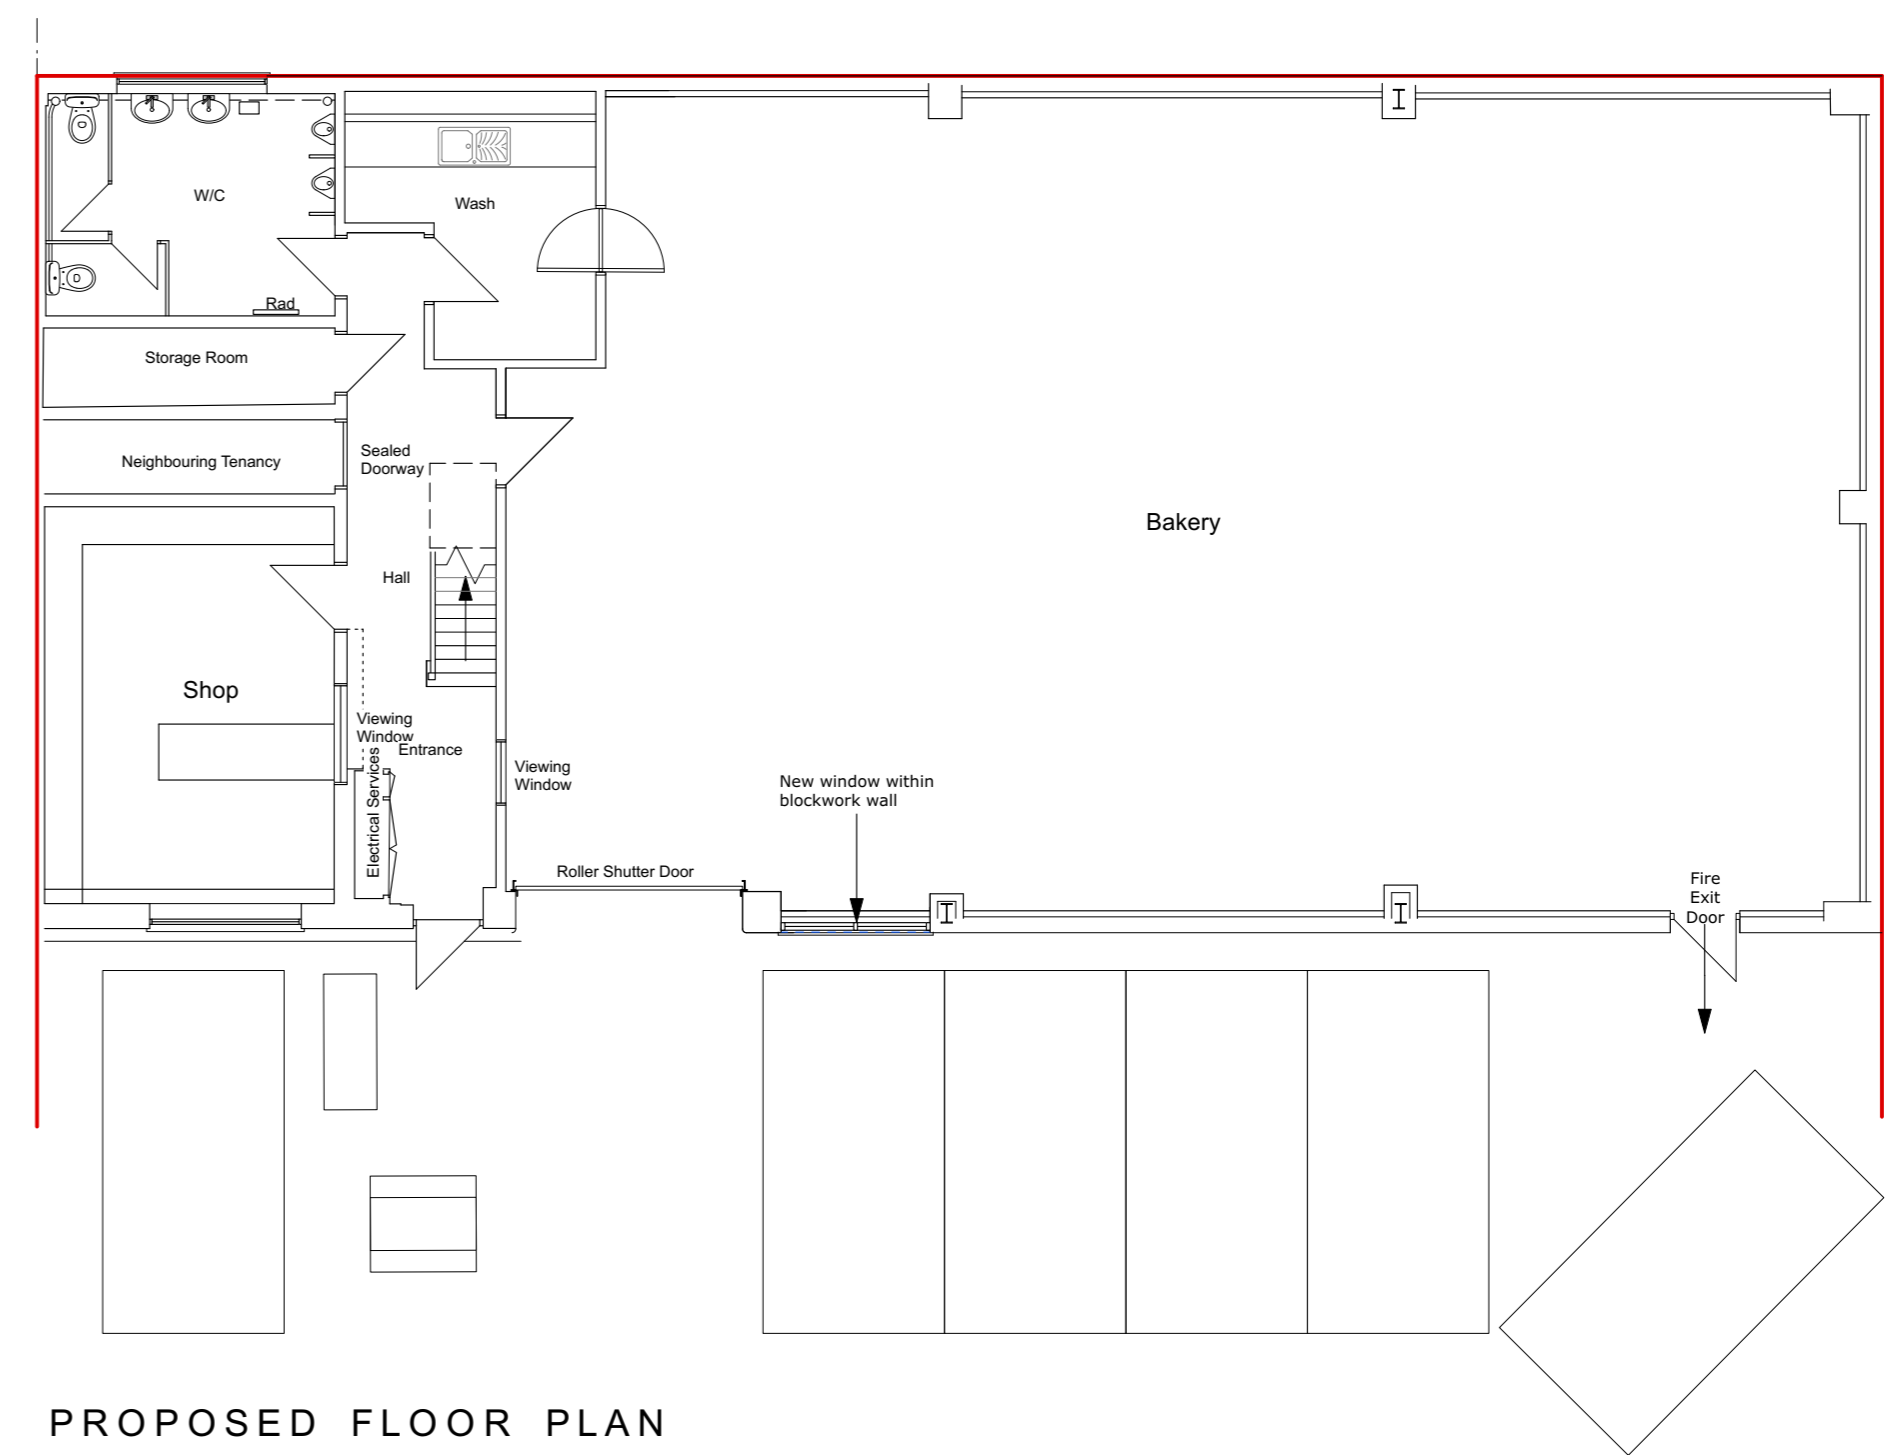 W/C
Wash
Rad
Storage Room
Neighbouring Tenancy
Sealed
Doorway
Hall
Bakery
Shop
Viewing
Window
Entrance
Electrical Services
Viewing
Window
New window within
blockwork wall
Roller Shutter Door
Fire
Exit
Door
PROPOSED FLOOR PLAN